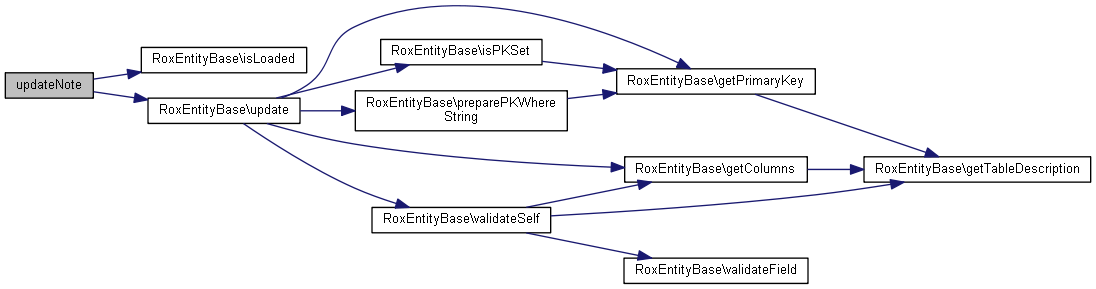 updateNote
RoxEntityBase\isLoaded
RoxEntityBase\update
RoxEntityBase\isPKSet
RoxEntityBase\preparePKWhere
String
RoxEntityBase\getPrimaryKey
RoxEntityBase\getColumns
RoxEntityBase\getTableDescription
RoxEntityBase\validateSelf
RoxEntityBase\validateField